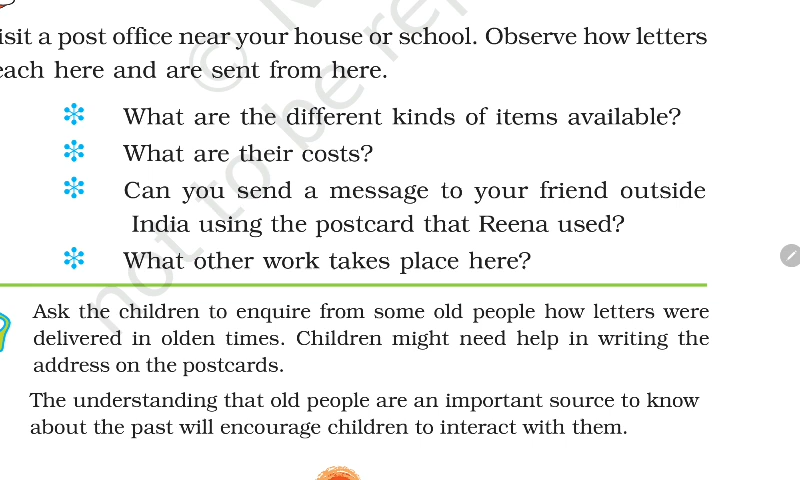 isit a post office near your house or school. Observe how letters
each here and are sent from here.
What are the different kinds of items available?
What are their costs?
Can you send a message to your friend outside
India using the postcard that Reena used?
What other work takes place here?
Ask the children to enquire from some old people how letters were
delivered in olden times. Children might need help in writing the
address on the postcards.
The understanding that old people are an important source to know
about the past will encourage children to interact with them.
not to be re
©